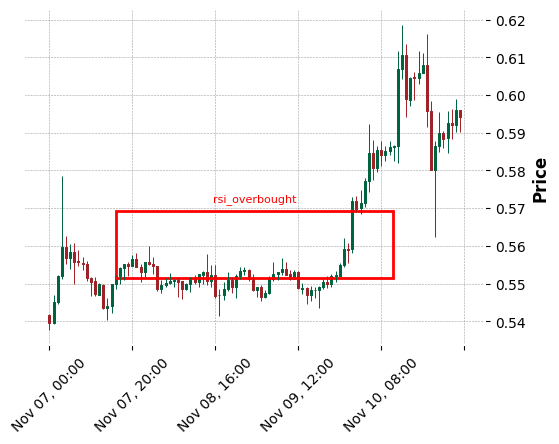 0.62
0.61
0.60
0.59
0.58
0.57
0.56
0.55
0.54
Price
rsi_overbought
Nov 07, 00:00
Nov 07, 20:00
Nov 08, 16:00
Nov 09, 12:00
Nov 10, 08:00